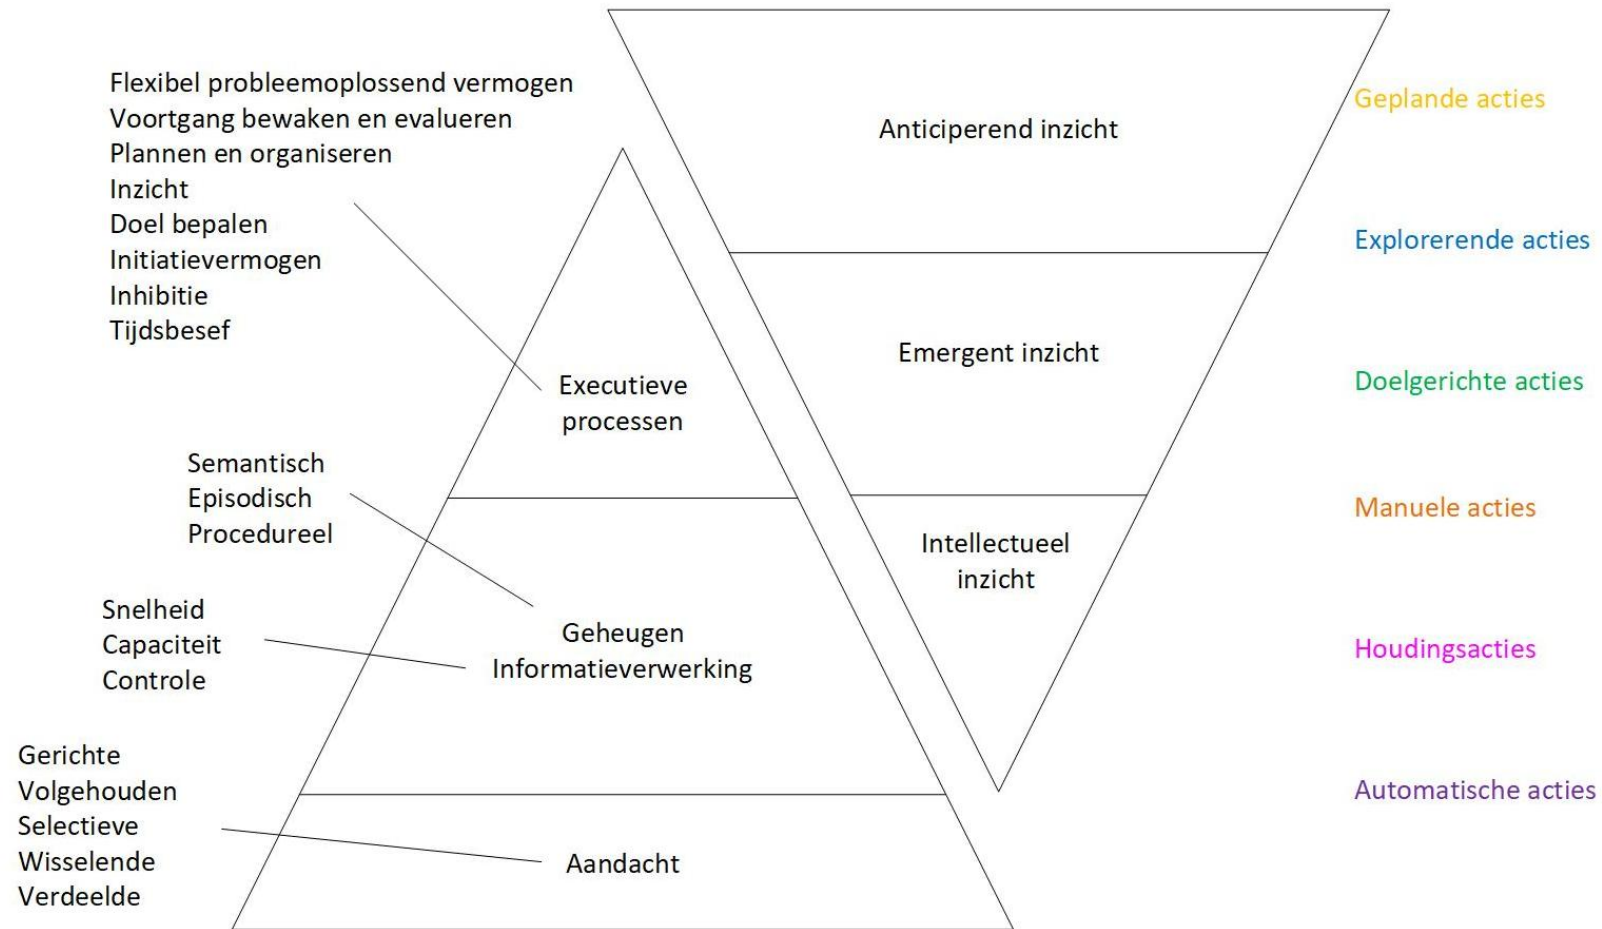 Flexibel probleemoplossend vermogen
Voortgang bewaken en evalueren
Plannen en organiseren
Inzicht
Doel bepalen
Initiatievermogen
Inhibitie
Tijdsbesef
Semantisch
Episodisch
Procedureel
Snelheid
Capaciteit
Controle
Gerichte
Volgehouden
Selectieve
Wisselende
Verdeelde
Executieve
processen
Geheugen
Informatieverwerking
Aandacht
Anticiperend inzicht
Emergent inzicht
Intellectueel
inzicht
Geplande acties
Explorerende acties
Doelgerichte acties
Manuele acties
Houdingsacties
Automatische acties